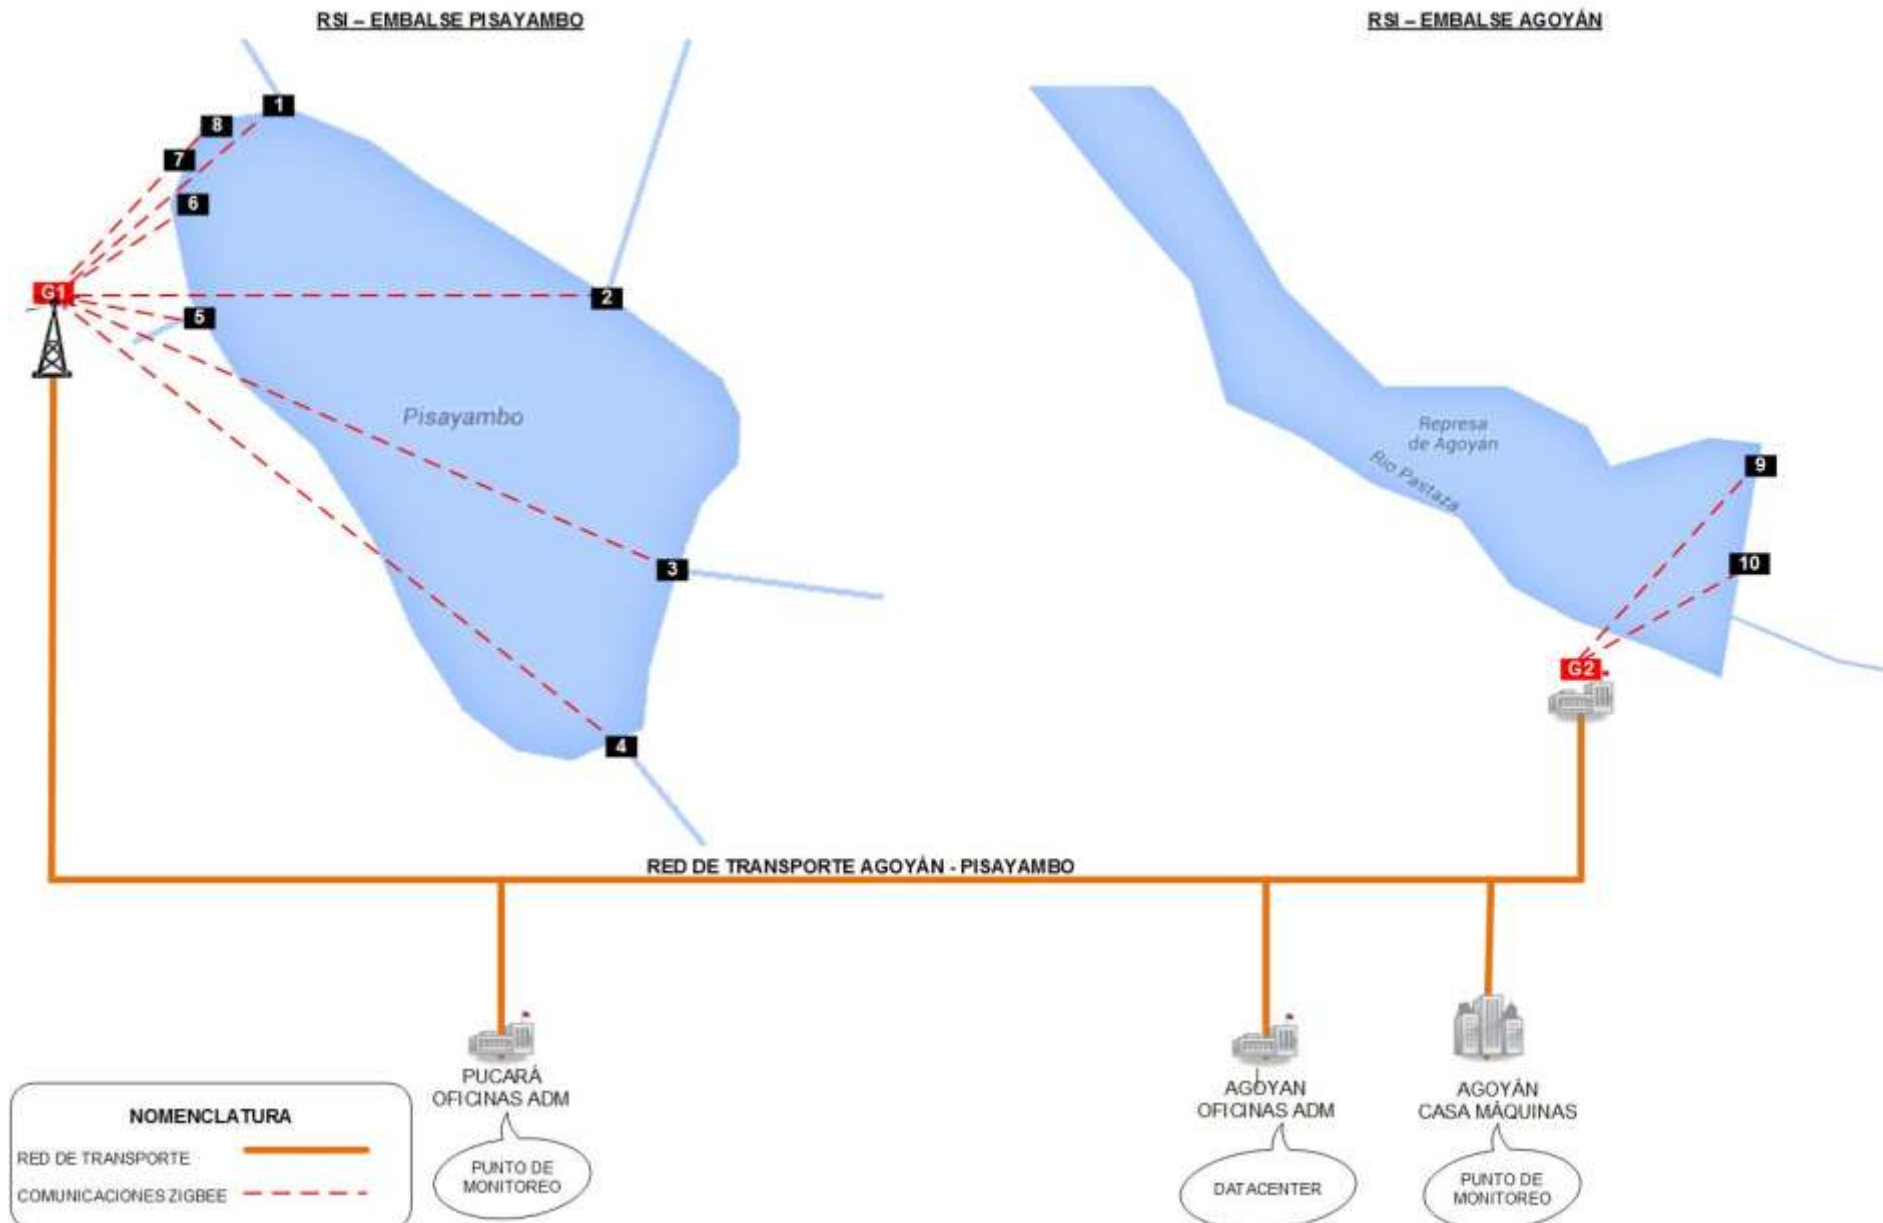 RSI – EMBALSE PISAYAMBO
RSI – EMBALSE AGOYÁN
1
8
7
6
G1
2
5
Pisayambo
3
4
Represa
de Agoyán
Rio Pastaza
9
10
G2
RED DE TRANSPORTE AGOYÁN - PISAYAMBO
PUCARÁ
OFICINAS ADM
PUNTO DE
MONITOREO
AGOYAN
OFICINAS ADM
DATACENTER
AGOYÁN
CASA MÁQUINAS
PUNTO DE
MONITOREO
NOMENCLATURA
RED DE TRANSPORTE
COMUNICACIONES ZIGBEE